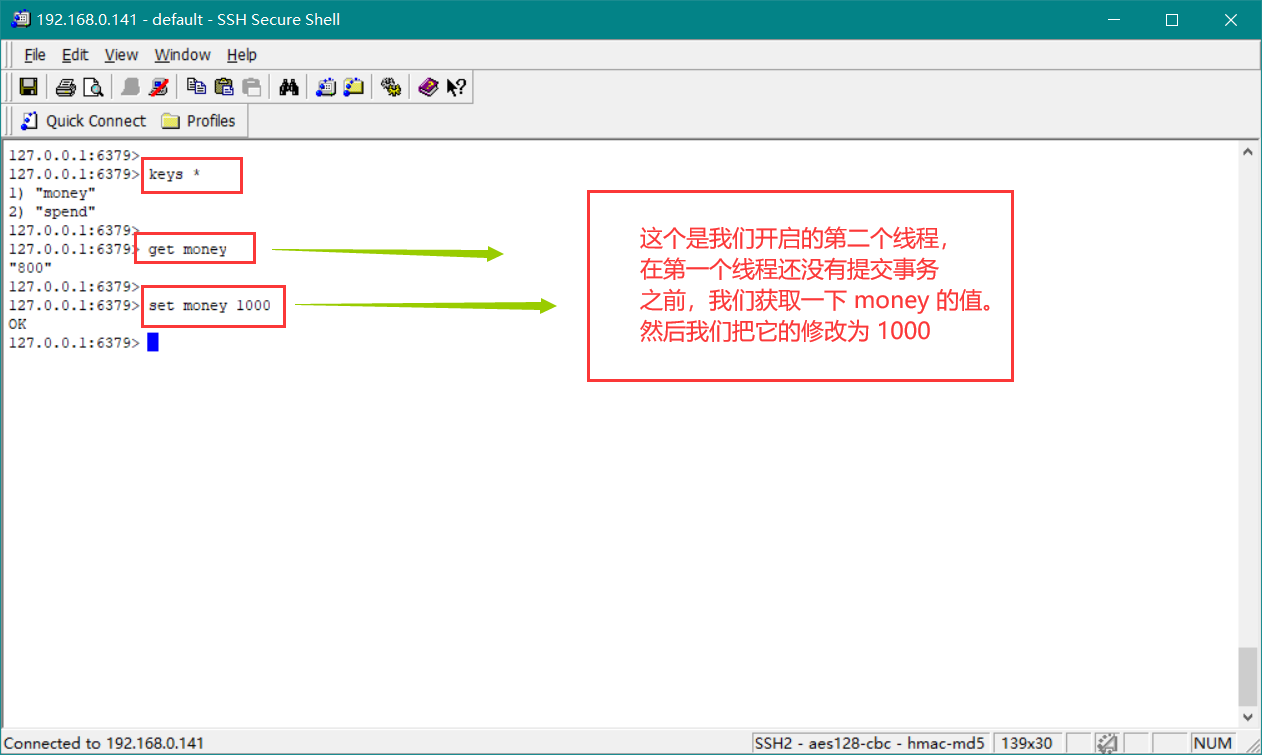 192.168.0.141 - default - SSH Secure Shell
File Edit View Window Help
Quick Connect Profiles
127.0.0.1:6379>
127.0.0.1:6379> keys *
1) "money"
2) "spend"
127.0.0.1:6379>
127.0.0.1:6379> get money
"800"
127.0.0.1:6379>
127.0.0.1:6379> set money 1000
OK
127.0.0.1:6379>
这个是我们开启的第二个线程，
在第一个线程还没有提交事务
之前，我们获取一下 money 的值。
然后我们把它的修改为 1000
Connected to 192.168.0.141 SSH2 - aes128-cbc - hmac-md5 139x30 NUM